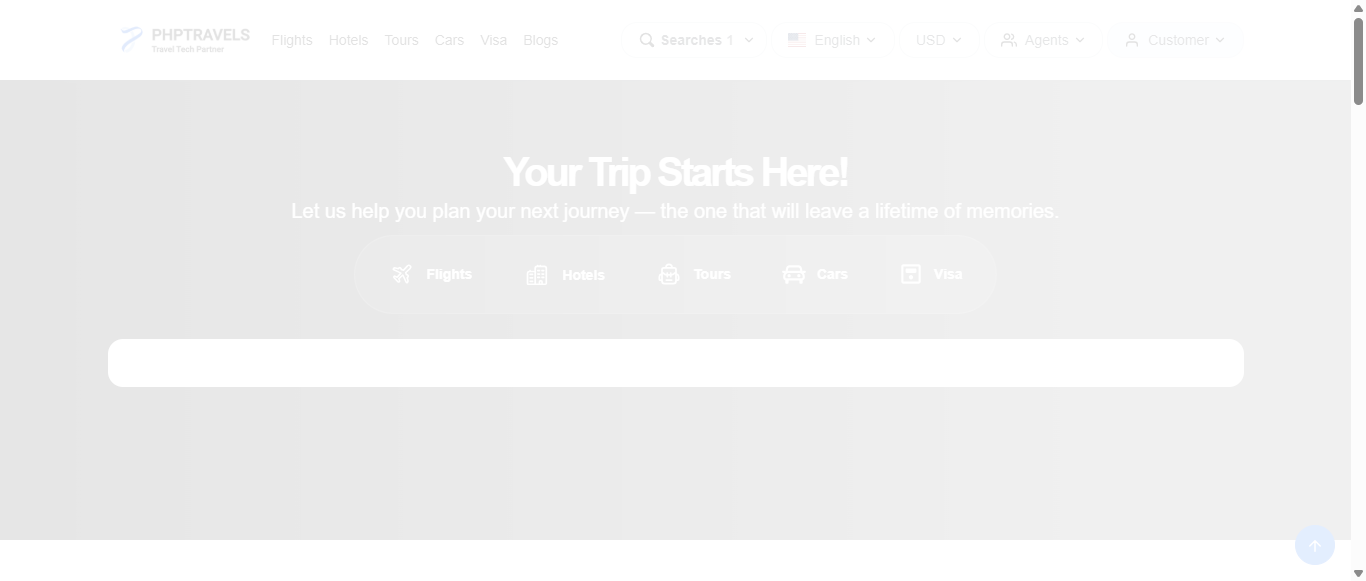 PHPTRAVELS
Travel Tech Partner
Flights Hotels Tours Cars Visa Blogs
Searches 1 English USD Agents Customer
Your Trip Starts Here!
Let us help you plan your next journey — the one that will leave a lifetime of memories.
Flights Hotels Tours Cars Visa